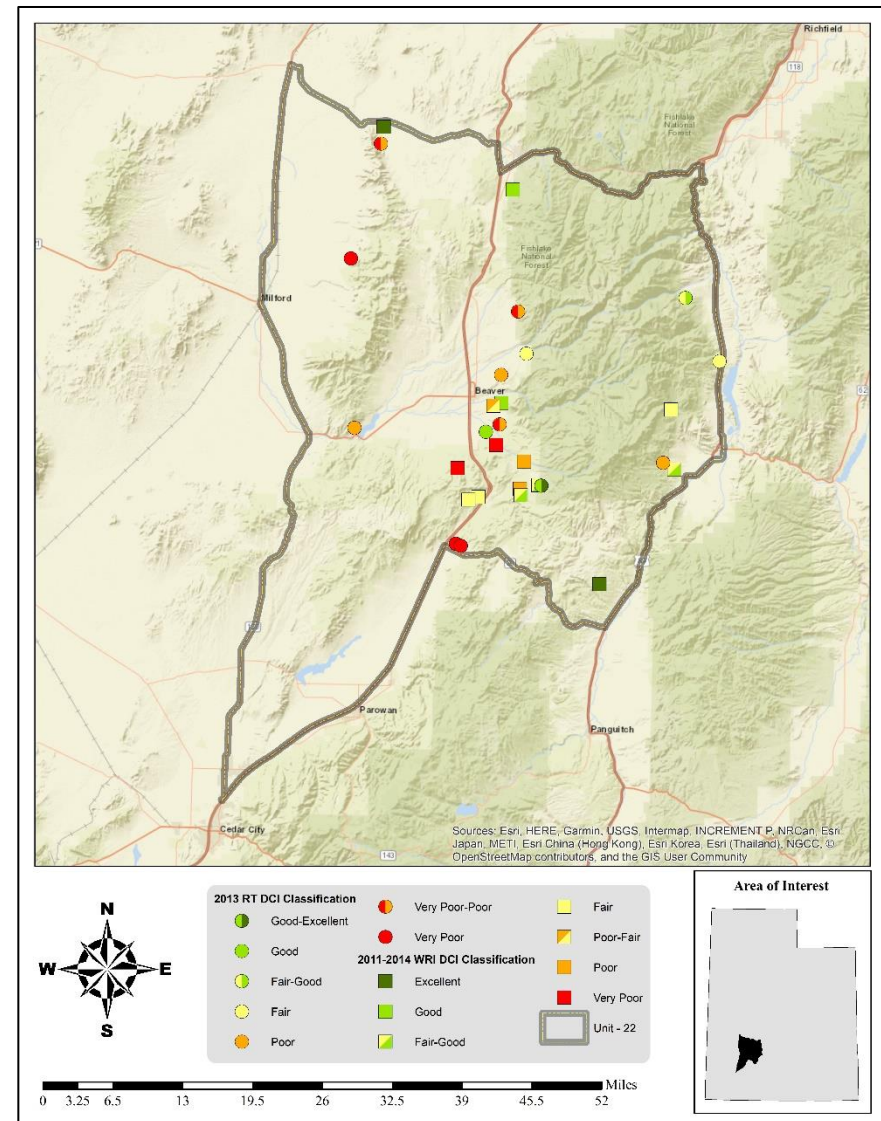 Richfield
118
Fishlake
National
Forest
Fishlake
National
Forest
Milford
Beaver
62
Parowan
Panguitch
Cedar City
143
Sources: Esri, HERE, Garmin, USGS, Intermap, INCREMENT P, NRCan, Esri
Japan, METI, Esri China (Hong Kong), Esri Korea, Esri (Thailand), NGCC, ©
OpenStreetMap contributors, and the GIS User Community
N
W E
S
2013 RT DCI Classification
Good-Excellent
Good
Fair-Good
Fair
Poor
Very Poor-Poor
Very Poor
2011-2014 WRI DCI Classification
Excellent
Good
Fair-Good
Fair
Poor-Fair
Poor
Very Poor
Unit - 22
Area of Interest
Miles
0 3.25 6.5 13 19.5 26 32.5 39 45.5 52